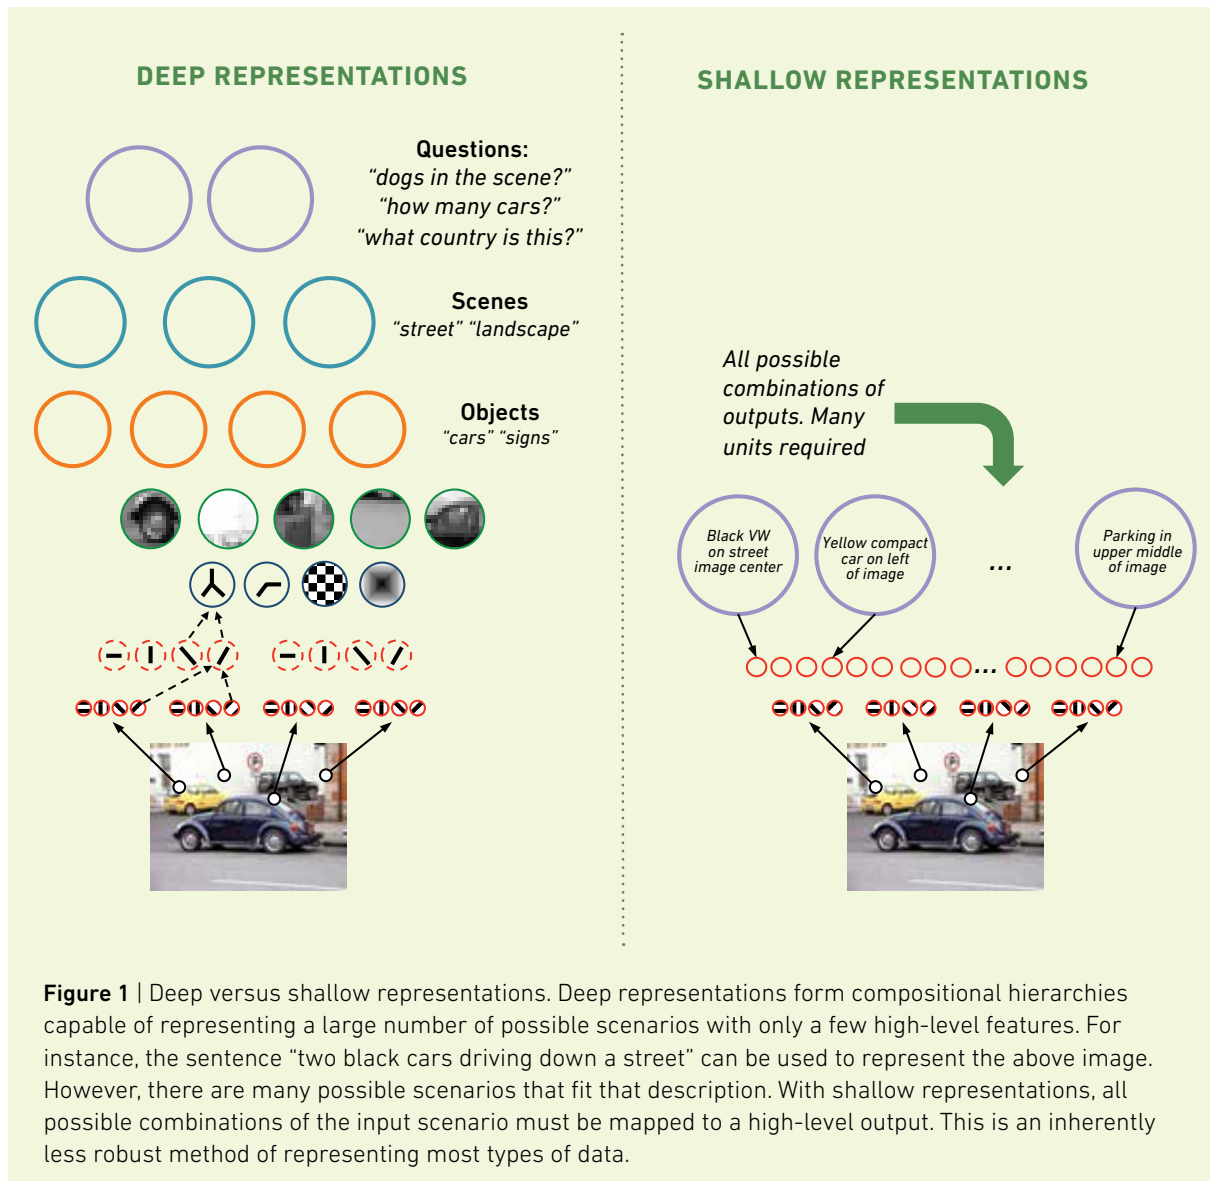 DEEP REPRESENTATIONS
Questions:
“dogs in the scene?”
“how many cars?”
“what country is this?”
Scenes
“street” “landscape”
Objects
“cars” “signs”
SHALLOW REPRESENTATIONS
All possible
combinations of
outputs. Many
units required
Black VW
on street
image center
Yellow compact
car on left
of image
...
Parking in
upper middle
of image
...
Figure 1 | Deep versus shallow representations. Deep representations form compositional hierarchies
capable of representing a large number of possible scenarios with only a few high-level features. For
instance, the sentence “two black cars driving down a street” can be used to represent the above image.
However, there are many possible scenarios that fit that description. With shallow representations, all
possible combinations of the input scenario must be mapped to a high-level output. This is an inherently
less robust method of representing most types of data.